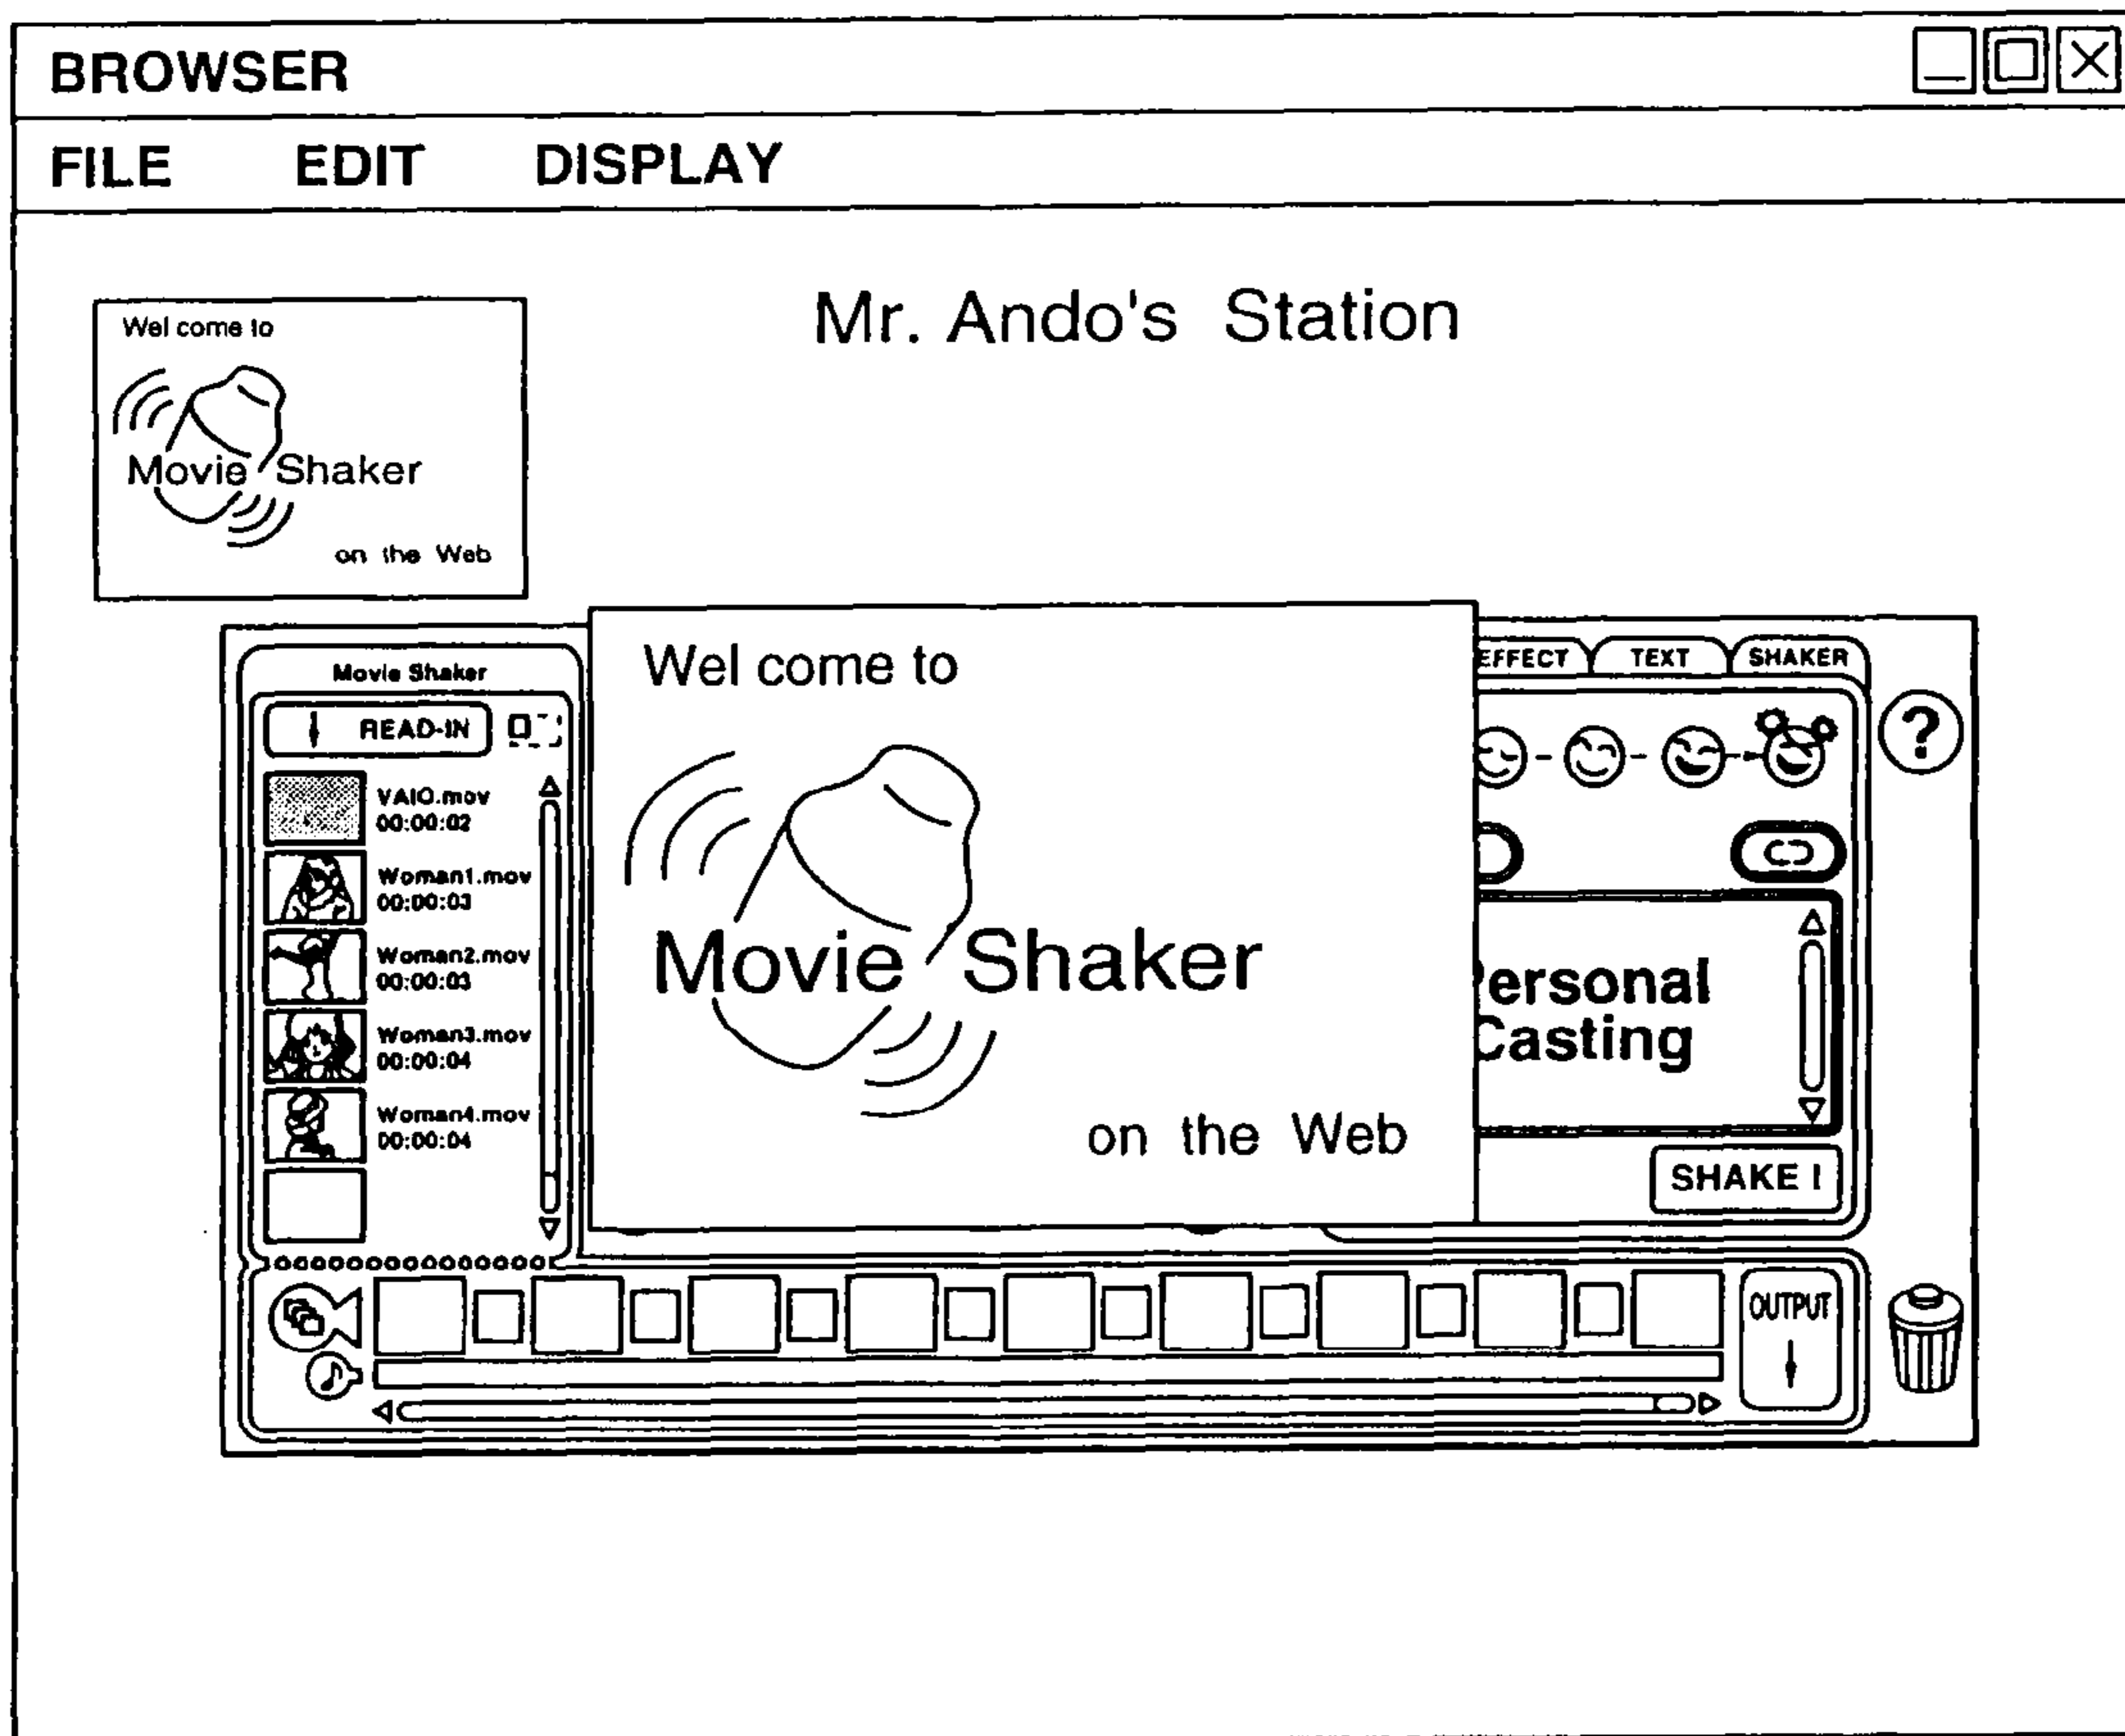 BROWSER
FILE EDIT DISPLAY
Mr. Ando's Station
Wel come to
Movie Shaker
on the Web
Movie Shaker
READ-IN
VAIO.mov
00:00:02
Woman1.mov
00:00:03
Woman2.mov
00:00:03
Woman3.mov
00:00:04
Woman4.mov
00:00:04
Wel come to
Movie Shaker
on the Web
EFFECT TEXT SHAKER
?
ersonal
Casting
SHAKE !
OUTPUT